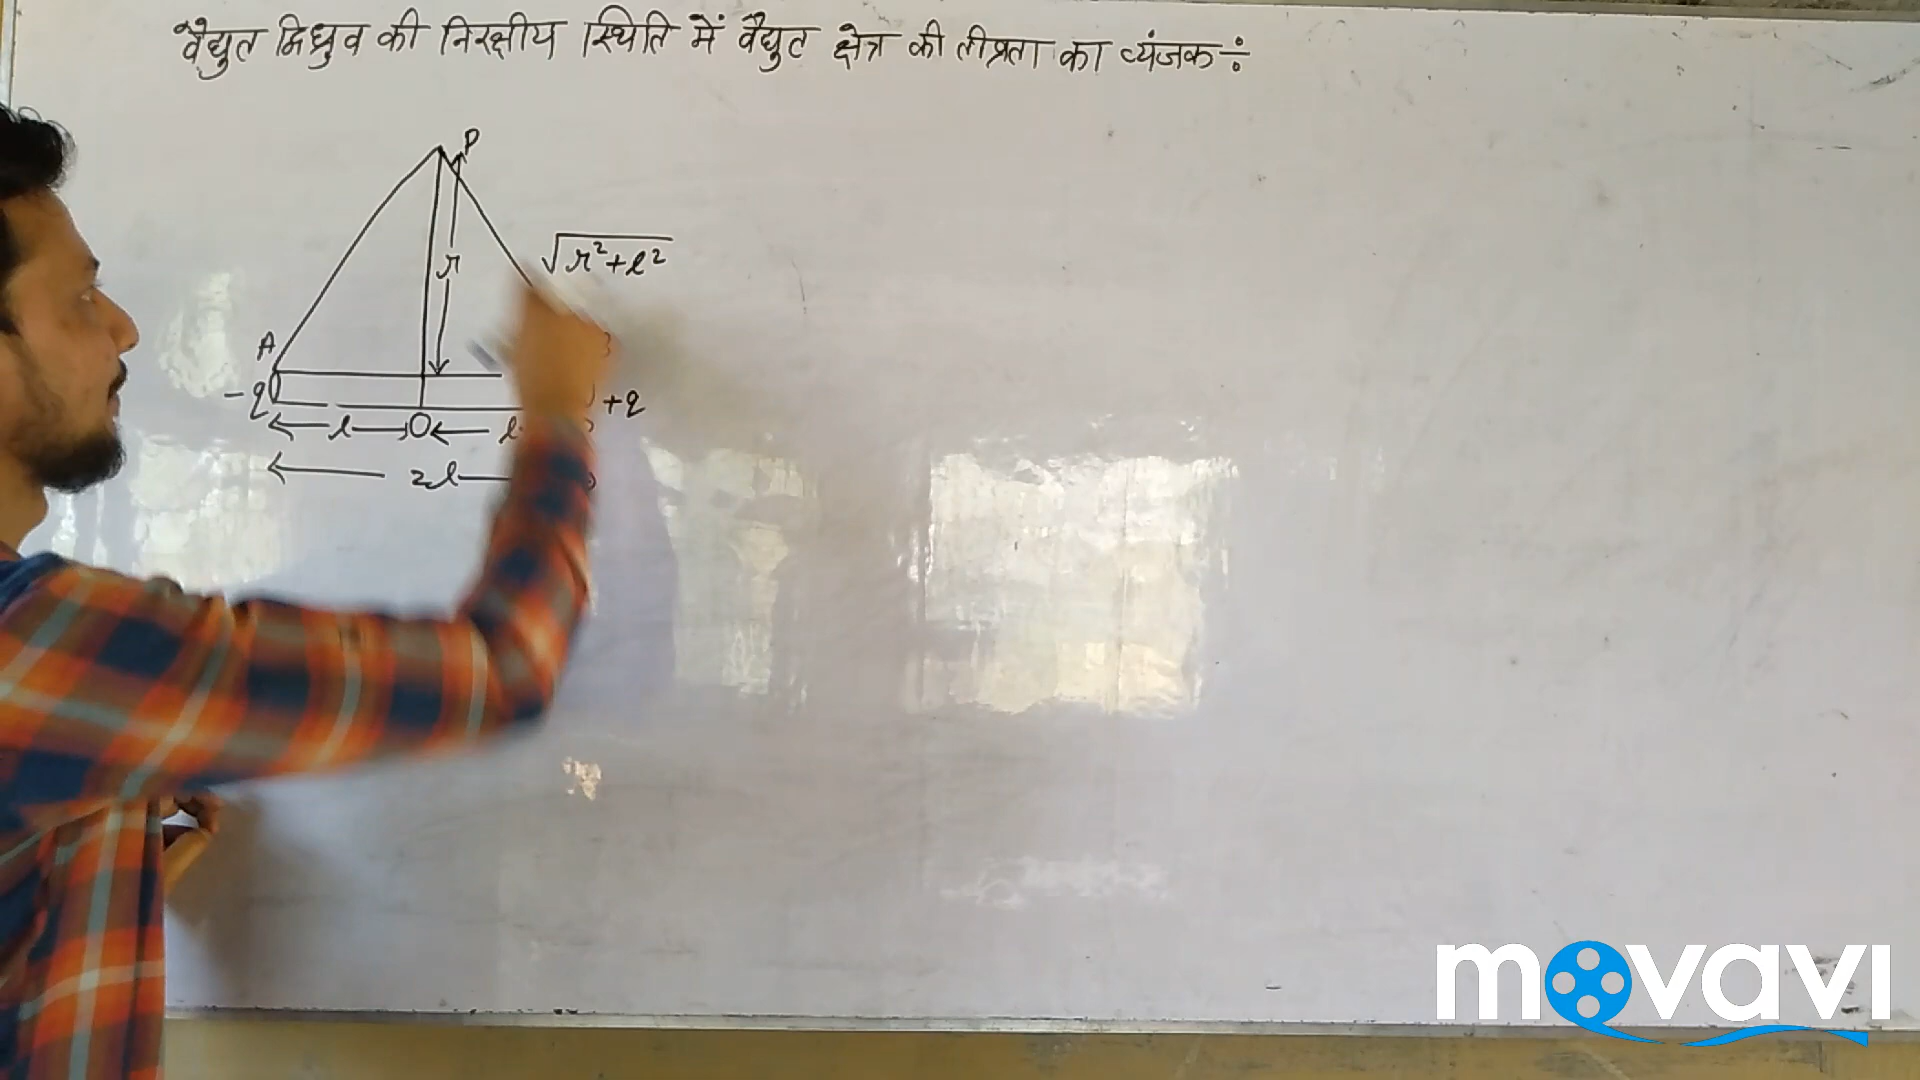 वैद्युत द्विध्रुव की निरक्षीय स्थिति में वैद्युट क्षेत्र की तीव्रता का व्यंजक÷
P
r
√r²+l²
A
-q
+q
l O l
2l
movavi